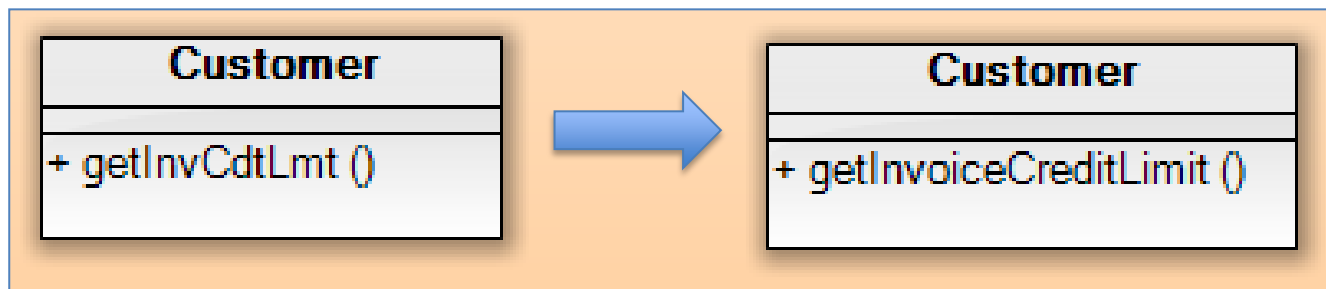 Customer
+ getInvCdtLmt ()
Customer
+ getInvoiceCreditLimit ()